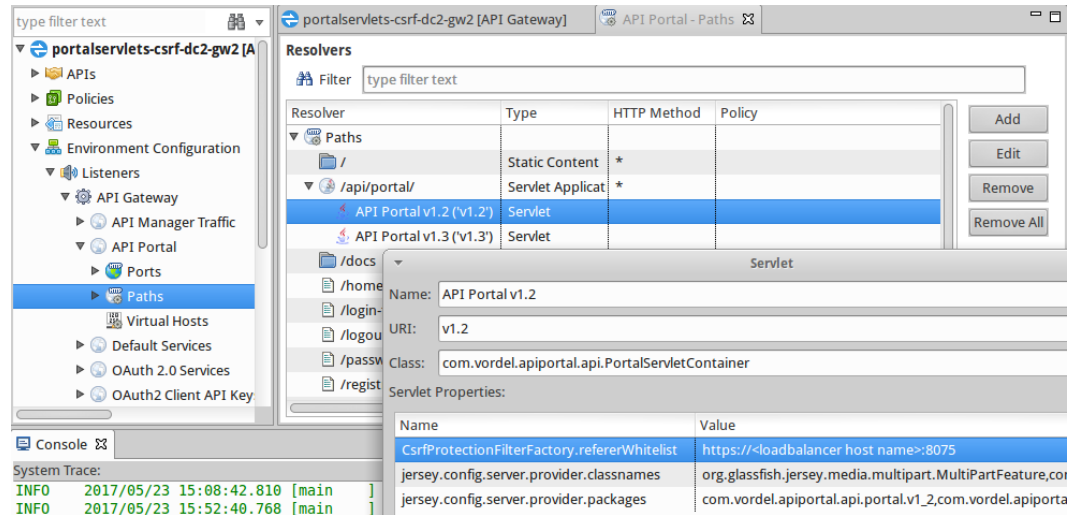 type filter text
portalservlets-csrf-dc2-gw2 [A
APIs
Policies
Resources
Environment Configuration
Listeners
API Gateway
API Manager Traffic
API Portal
Ports
Paths
Virtual Hosts
Default Services
OAuth 2.0 Services
OAuth2 Client API Key
portalservlets-csrf-dc2-gw2 [API Gateway]
API Portal - Paths
Resolvers
Filter type filter text
Resolver Type HTTP Method Policy
Paths
/ Static Content *
/api/portal/ Servlet Applicat *
API Portal v1.2 ('v1.2') Servlet
API Portal v1.3 ('v1.3') Servlet
/docs
/home
/login-
/logou
/passw
/regist
Add
Edit
Remove
Remove All
Servlet
Name: API Portal v1.2
URI: v1.2
Class: com.vordel.apiportal.api.PortalServletContainer
Servlet Properties:
Name Value
CsrfProtectionFilterFactory.refererWhitelist https://<loadbalancer host name>:8075
jersey.config.server.provider.classnames org.glassfish.jersey.media.multipart.MultiPartFeature,co
jersey.config.server.provider.packages com.vordel.apiportal.api.portal.v1_2,com.vordel.apiporta
Console
System Trace:
INFO 2017/05/23 15:08:42.810 [main ]
INFO 2017/05/23 15:52:40.768 [main ]